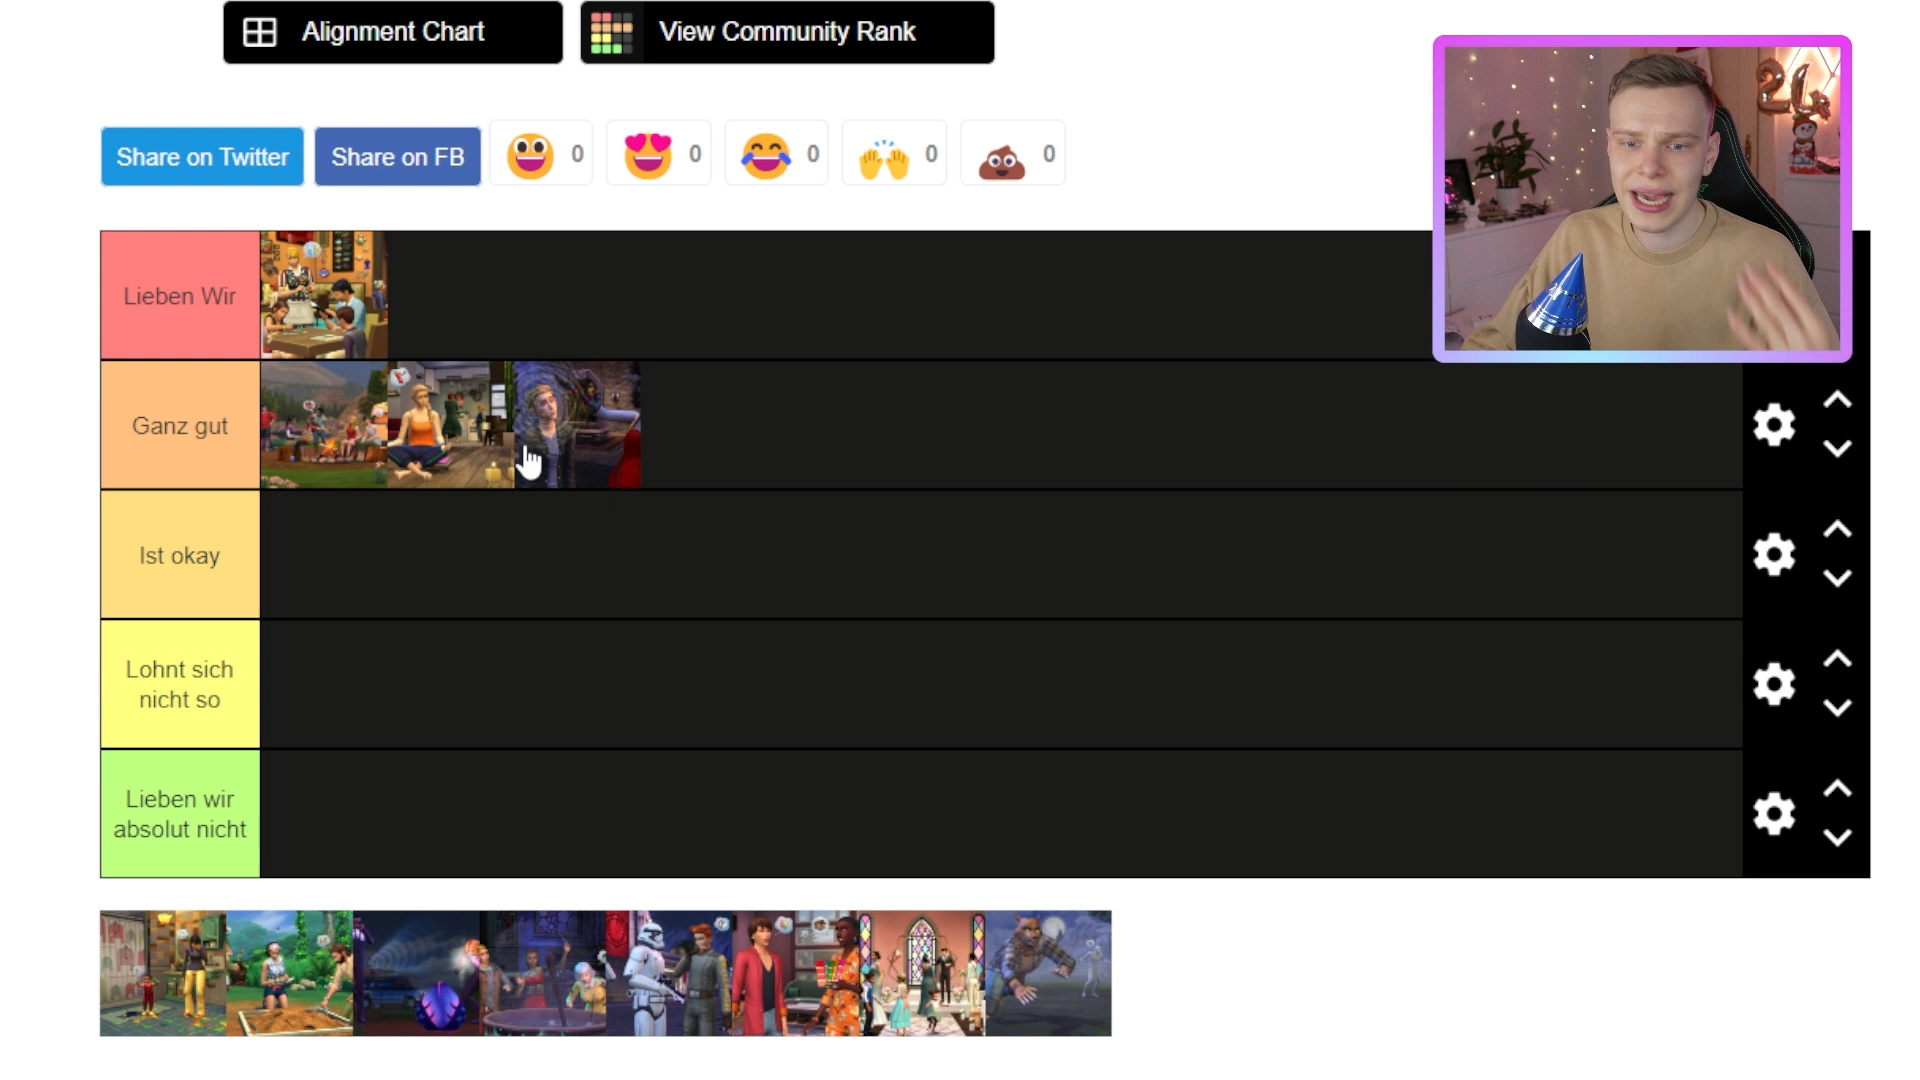 Alignment Chart
View Community Rank
Share on Twitter
Share on FB
0
0
0
0
0
Lieben Wir
Ganz gut
Ist okay
Lohnt sich
nicht so
Lieben wir
absolut nicht